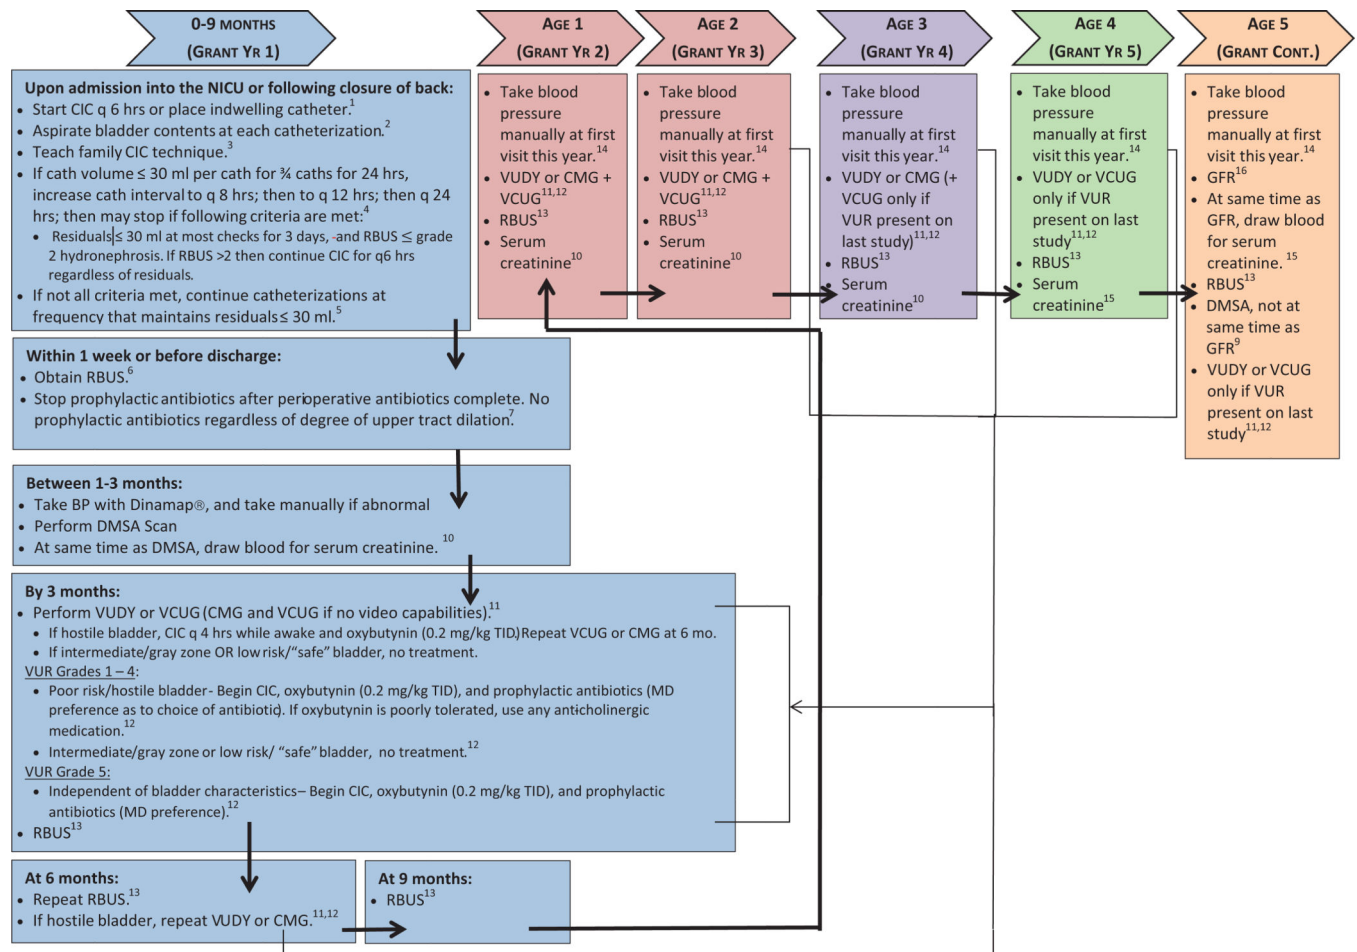 0-9 MONTHS
(GRANT YR 1)
AGE 1
(GRANT YR 2)
AGE 2
(GRANT YR 3)
AGE 3
(GRANT YR 4)
AGE 4
(GRANT YR 5)
AGE 5
(GRANT CONT.)
Upon admission into the NICU or following closure of back:
• Start CIC q 6 hrs or place indwelling catheter.1
• Aspirate bladder contents at each catheterization.2
• Teach family CIC technique.3
• If cath volume ≤ 30 ml per cath for ¾ caths for 24 hrs,
increase cath interval to q 8 hrs; then to q 12 hrs; then q 24
hrs; then may stop if following criteria are met:4
• Residuals ≤ 30 ml at most checks for 3 days, -and RBUS ≤ grade
2 hydronephrosis. If RBUS >2 then continue CIC for q6 hrs
regardless of residuals.
• If not all criteria met, continue catheterizations at
frequency that maintains residuals ≤ 30 ml.5
Within 1 week or before discharge:
• Obtain RBUS.6
• Stop prophylactic antibiotics after perioperative antibiotics complete. No
prophylactic antibiotics regardless of degree of upper tract dilation.7
Between 1-3 months:
• Take BP with Dinamap®, and take manually if abnormal
• Perform DMSA Scan
• At same time as DMSA, draw blood for serum creatinine. 10
By 3 months:
• Perform VUDY or VCUG (CMG and VCUG if no video capabilities).11
• If hostile bladder, CIC q 4 hrs while awake and oxybutynin (0.2 mg/kg TID)Repeat VCUG or CMG at 6 mo.
• If intermediate/gray zone OR low risk/"safe" bladder, no treatment.
VUR Grades 1 – 4:
• Poor risk/hostile bladder - Begin CIC, oxybutynin (0.2 mg/kg TID), and prophylactic antibiotics (MD
preference as to choice of antibiotic). If oxybutynin is poorly tolerated, use any anti-cholinergic
medication.12
• Intermediate/gray zone or low risk/ "safe" bladder, no treatment.12
VUR Grade 5:
• Independent of bladder characteristics– Begin CIC, oxybutynin (0.2 mg/kg TID), and prophylactic
antibiotics (MD preference).12
• RBUS13
At 6 months:
• Repeat RBUS.13
• If hostile bladder, repeat VUDY or CMG.11,12
At 9 months:
• RBUS13
• Take blood
pressure
manually at first
visit this year.14
• VUDY or CMG +
VCUG11,12
• RBUS13
• Serum
creatinine10
• Take blood
pressure
manually at first
visit this year.14
• VUDY or CMG +
VCUG11,12
• RBUS13
• Serum
creatinine10
• Take blood
pressure
manually at first
visit this year.14
• VUDY or CMG (+
VCUG only if
VUR present on
last study)11,12
• RBUS13
• Serum
creatinine10
• Take blood
pressure
manually at first
visit this year.14
• VUDY or VCUG
only if VUR
present on last
study11,12
• RBUS13
• Serum
creatinine15
• Take blood
pressure
manually at first
visit this year.14
• GFR16
• At same time as
GFR, draw blood
for serum
creatinine. 15
• RBUS13
• DMSA, not at
same time as
GFR9
• VUDY or VCUG
only if VUR
present on last
study11,12